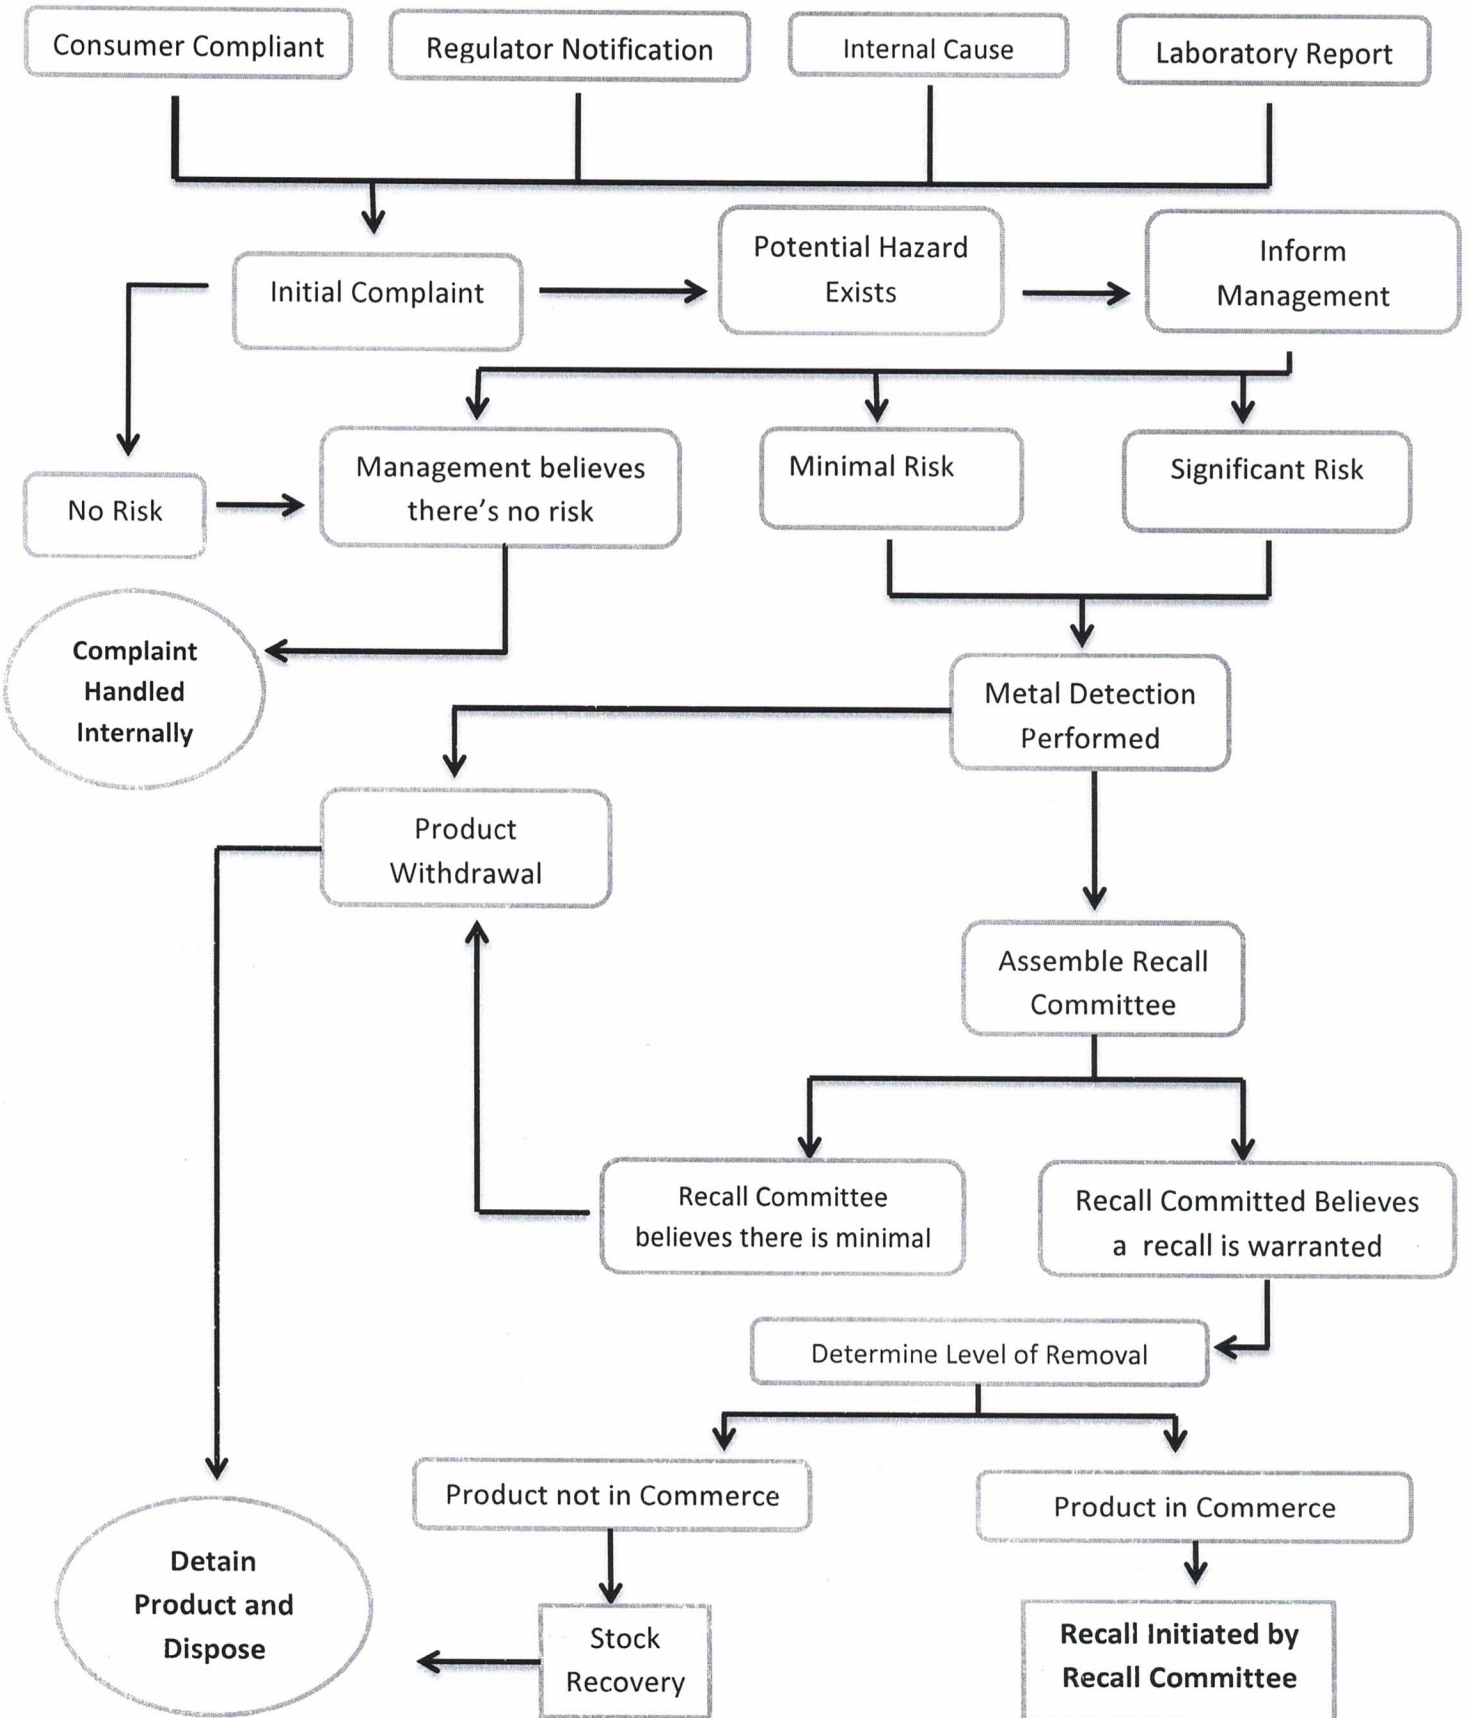 Consumer Compliant
Regulator Notification
Internal Cause
Laboratory Report
Initial Complaint
Potential Hazard
Exists
Inform
Management
No Risk
Management believes
there's no risk
Minimal Risk
Significant Risk
Complaint
Handled
Internally
Metal Detection
Performed
Product
Withdrawal
Assemble Recall
Committee
Recall Committee
believes there is minimal
Recall Committed Believes
a recall is warranted
Determine Level of Removal
Product not in Commerce
Product in Commerce
Detain
Product and
Dispose
Stock
Recovery
Recall Initiated by
Recall Committee